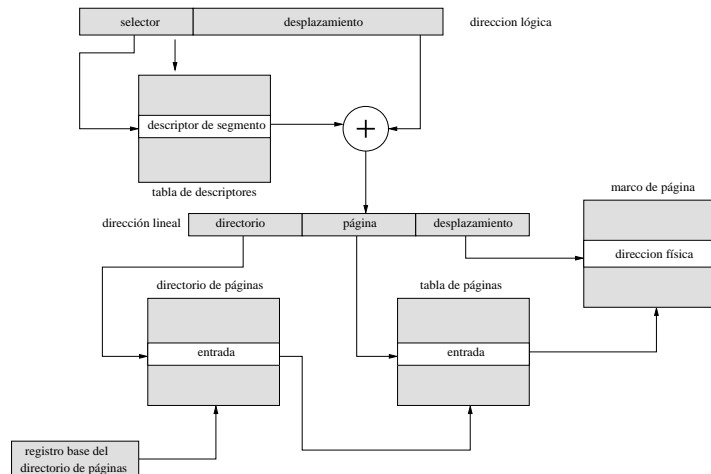 selector
desplazamiento
direccion lógica
descriptor de segmento
tabla de descriptores
marco de página
dirección lineal
directorio
página
desplazamiento
direccion física
directorio de páginas
tabla de páginas
entrada
entrada
registro base del
directorio de páginas